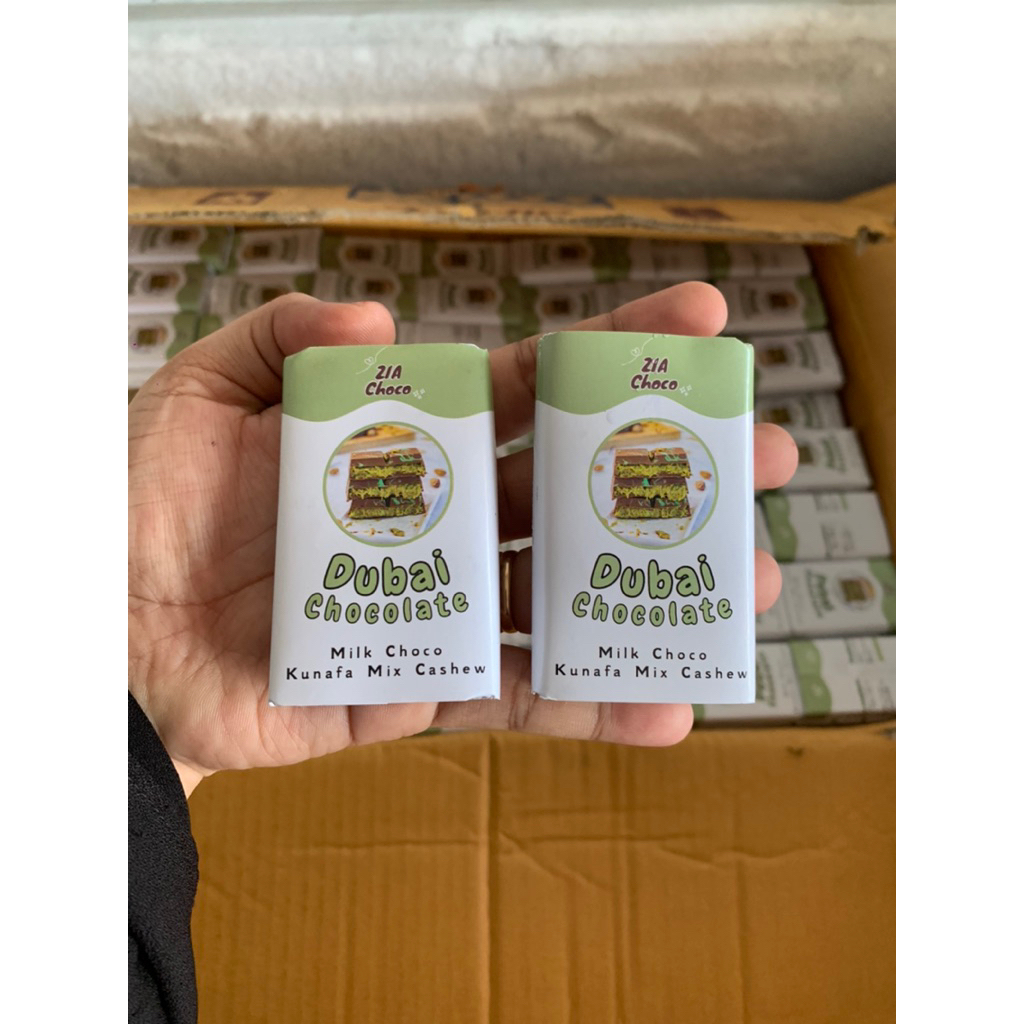 ZIA
Choco
Dubai
Chocolate
Milk Choco
Kunafa Mix Cashew
ZIA
Choco
Dubai
Chocolate
Milk Choco
Kunafa Mix Cashew